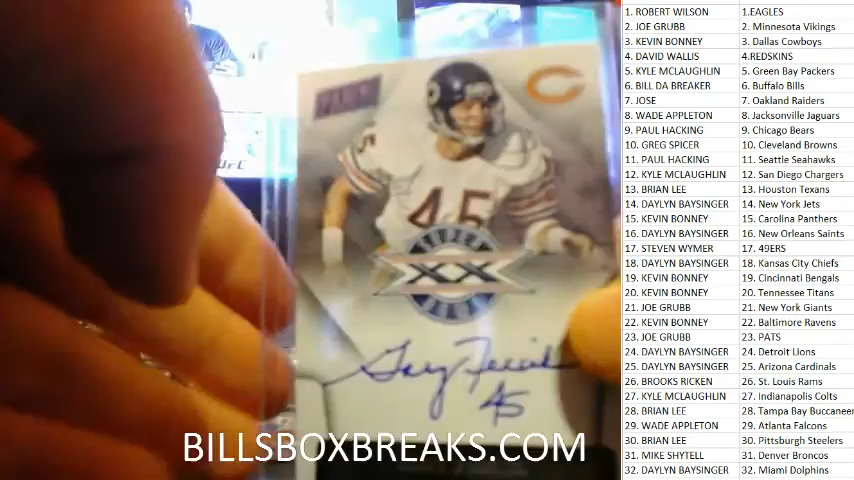 PANINI
C
45
45
SUPER
XX
BOWL
Gary Fencik
45
BILLSBOXBREAKS.COM
1. ROBERT WILSON 1.EAGLES
2. JOE GRUBB 2. Minnesota Vikings
3. KEVIN BONNEY 3. Dallas Cowboys
4. DAVID WALLIS 4.REDSKINS
5. KYLE MCLAUGHLIN 5. Green Bay Packers
6. BILL DA BREAKER 6. Buffalo Bills
7. JOSE 7. Oakland Raiders
8. WADE APPLETON 8. Jacksonville Jaguars
9. PAUL HACKING 9. Chicago Bears
10. GREG SPICER 10. Cleveland Browns
11. PAUL HACKING 11. Seattle Seahawks
12. KYLE MCLAUGHLIN 12. San Diego Chargers
13. BRIAN LEE 13. Houston Texans
14. DAYLYN BAYSINGER 14. New York Jets
15. KEVIN BONNEY 15. Carolina Panthers
16. DAYLYN BAYSINGER 16. New Orleans Saints
17. STEVEN WYMER 17. 49ERS
18. DAYLYN BAYSINGER 18. Kansas City Chiefs
19. KEVIN BONNEY 19. Cincinnati Bengals
20. KEVIN BONNEY 20. Tennessee Titans
21. JOE GRUBB 21. New York Giants
22. KEVIN BONNEY 22. Baltimore Ravens
23. JOE GRUBB 23. PATS
24. DAYLYN BAYSINGER 24. Detroit Lions
25. DAYLYN BAYSINGER 25. Arizona Cardinals
26. BROOKS RICKEN 26. St. Louis Rams
27. KYLE MCLAUGHLIN 27. Indianapolis Colts
28. BRIAN LEE 28. Tampa Bay Buccaneer
29. WADE APPLETON 29. Atlanta Falcons
30. BRIAN LEE 30. Pittsburgh Steelers
31. MIKE SHYTELL 31. Denver Broncos
32. DAYLYN BAYSINGER 32. Miami Dolphins